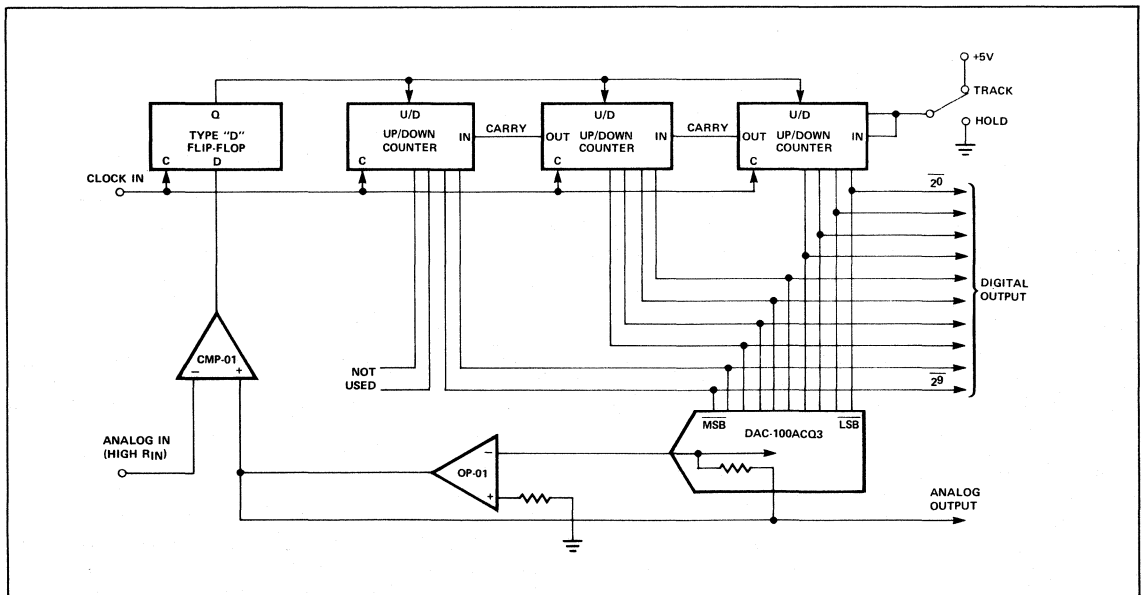 +5V
TRACK
HOLD
Q
TYPE "D"
FLIP-FLOP
C
D
U/D
UP/DOWN
COUNTER
IN
C
CARRY
U/D
OUT
UP/DOWN
COUNTER
IN
C
CARRY
U/D
OUT
UP/DOWN
COUNTER
IN
C
CLOCK IN
2⁰
DIGITAL
OUTPUT
CMP-01
−
+
NOT
USED
2⁹
MSB
LSB
DAC-100ACQ3
ANALOG IN
(HIGH RIN)
OP-01
−
+
ANALOG
OUTPUT